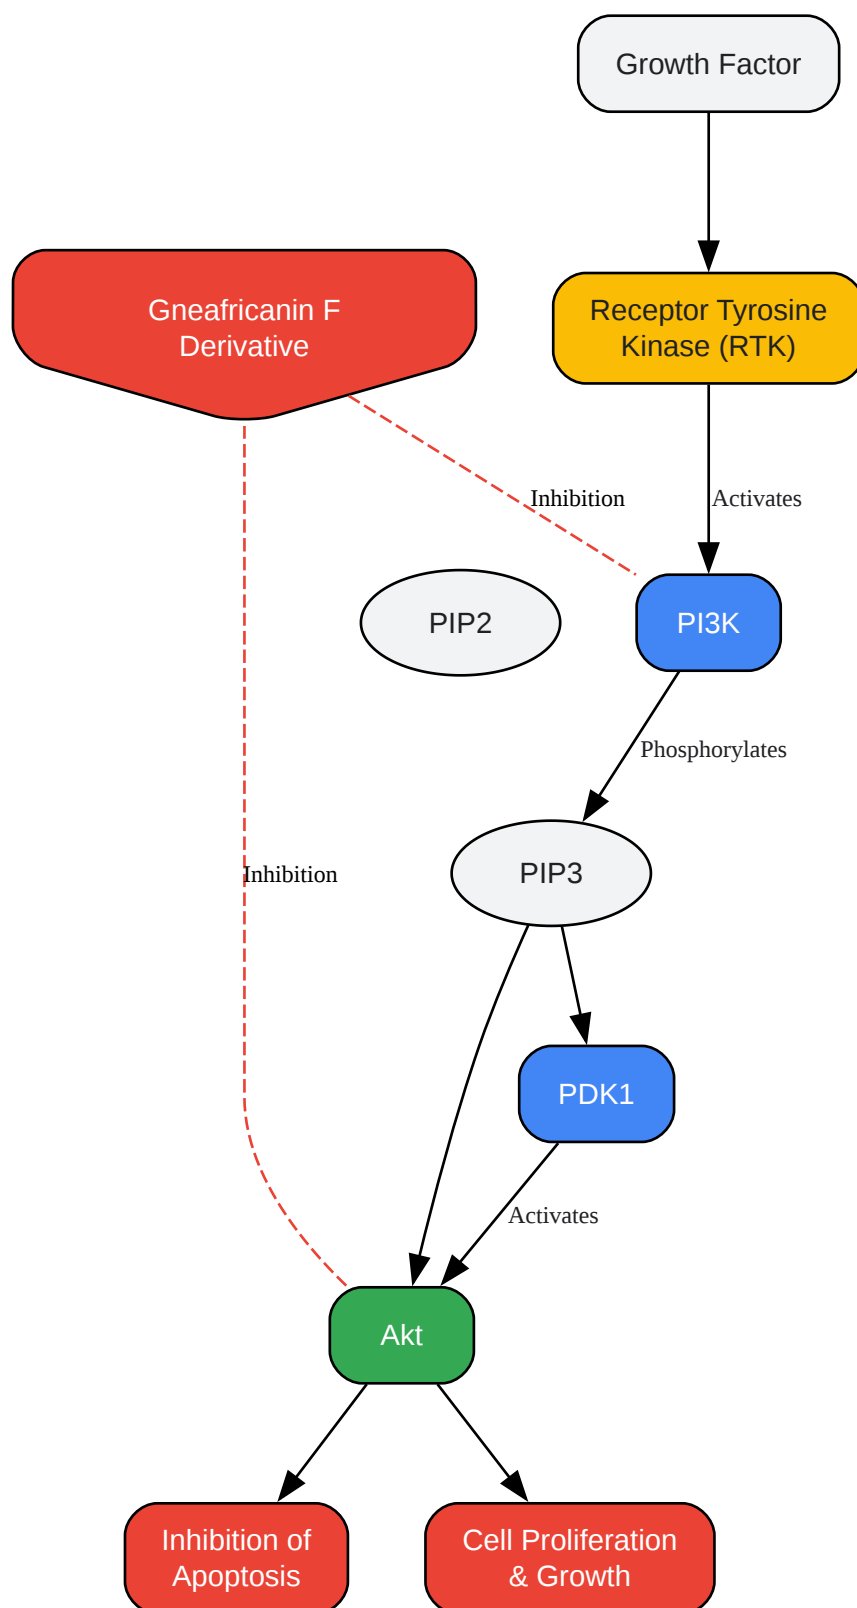 Growth Factor
Gneafricanin F
Derivative
Receptor Tyrosine
Kinase (RTK)
Inhibition
Activates
PIP2
PI3K
Phosphorylates
PIP3
Inhibition
PDK1
Activates
Akt
Inhibition of
Apoptosis
Cell Proliferation
& Growth